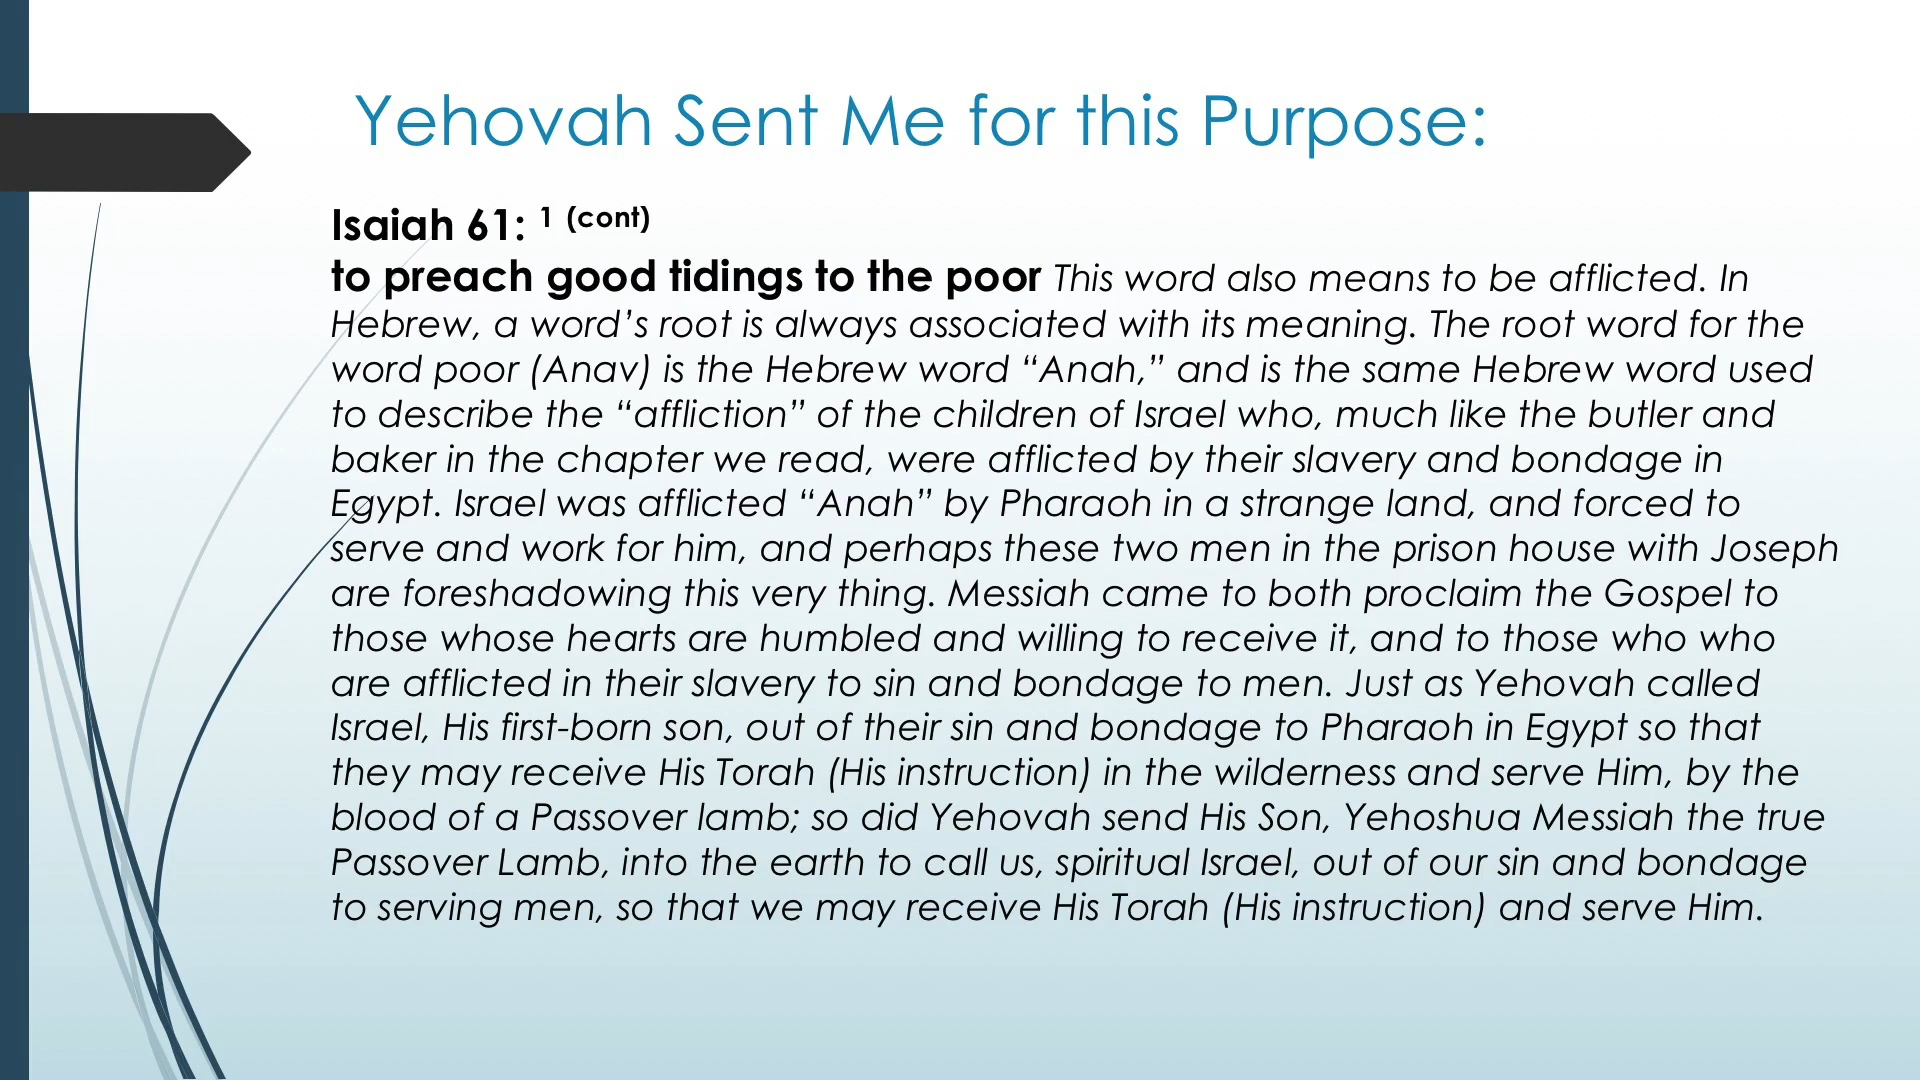 Yehovah Sent Me for this Purpose:
Isaiah 61: 1 (cont)
to preach good tidings to the poor This word also means to be afflicted. In
Hebrew, a word’s root is always associated with its meaning. The root word for the
word poor (Anav) is the Hebrew word “Anah,” and is the same Hebrew word used
to describe the “affliction” of the children of Israel who, much like the butler and
baker in the chapter we read, were afflicted by their slavery and bondage in
Egypt. Israel was afflicted “Anah” by Pharaoh in a strange land, and forced to
serve and work for him, and perhaps these two men in the prison house with Joseph
are foreshadowing this very thing. Messiah came to both proclaim the Gospel to
those whose hearts are humbled and willing to receive it, and to those who who
are afflicted in their slavery to sin and bondage to men. Just as Yehovah called
Israel, His first-born son, out of their sin and bondage to Pharaoh in Egypt so that
they may receive His Torah (His instruction) in the wilderness and serve Him, by the
blood of a Passover lamb; so did Yehovah send His Son, Yehoshua Messiah the true
Passover Lamb, into the earth to call us, spiritual Israel, out of our sin and bondage
to serving men, so that we may receive His Torah (His instruction) and serve Him.